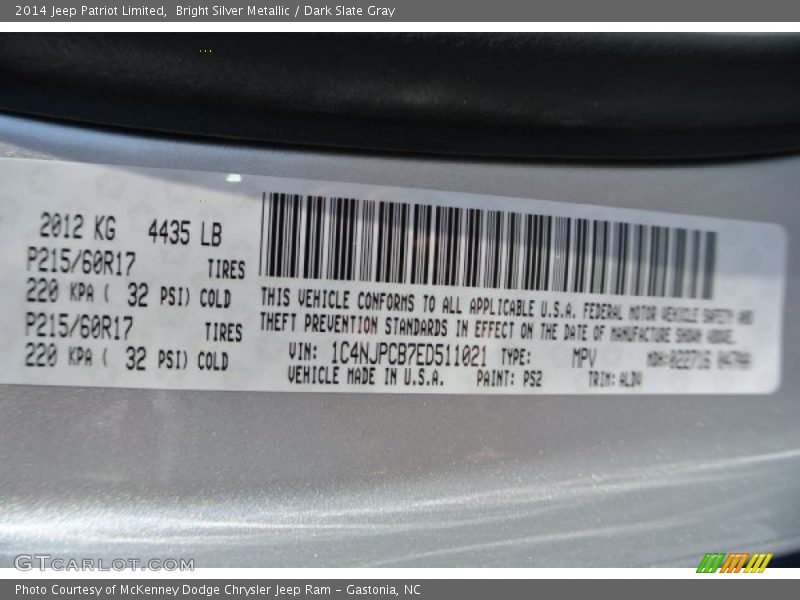 2014 Jeep Patriot Limited, Bright Silver Metallic / Dark Slate Gray
2012 KG 4435 LB
P215/60R17 TIRES
220 KPA ( 32 PSI) COLD
P215/60R17 TIRES
220 KPA ( 32 PSI) COLD
THIS VEHICLE CONFORMS TO ALL APPLICABLE U.S.A. FEDERAL MOTOR VEHICLE SAFETY AND
THEFT PREVENTION STANDARDS IN EFFECT ON THE DATE OF MANUFACTURE SHOWN ABOVE.
VIN: 1C4NJPCB7ED511021 TYPE: MPV MDH:022716
VEHICLE MADE IN U.S.A. PAINT: PS2 TRIM: ALDV
GTCARLOT.COM
Photo Courtesy of McKenney Dodge Chrysler Jeep Ram – Gastonia, NC